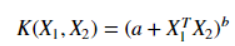 K(X₁, X₂) = (a + X₁ᵀX₂)ᵇ